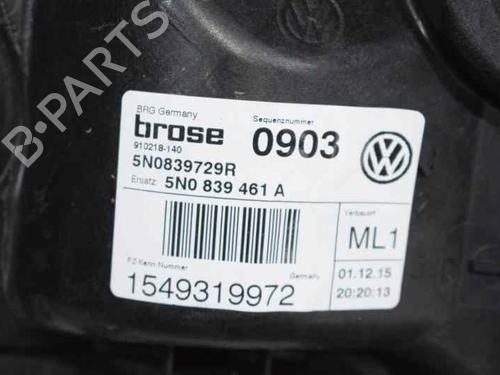 B-PARTS
BRG Germany
brose
910218-140
Sequenznummer
0903
5N0839729R
Ersatz: 5N0 839 461 A
Verbauort
ML1
FZ-Kenn-Nummer
Germany
1549319972
01.12.15
20:20:13